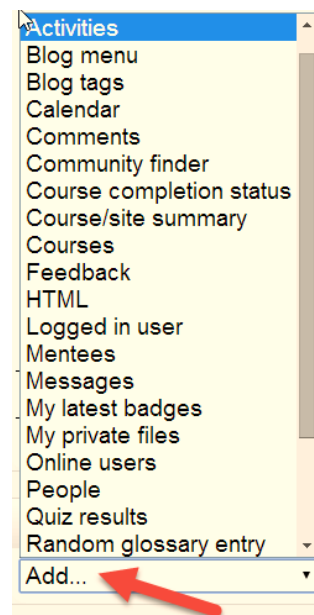 Activities
Blog menu
Blog tags
Calendar
Comments
Community finder
Course completion status
Course/site summary
Courses
Feedback
HTML
Logged in user
Mentees
Messages
My latest badges
My private files
Online users
People
Quiz results
Random glossary entry
Add...